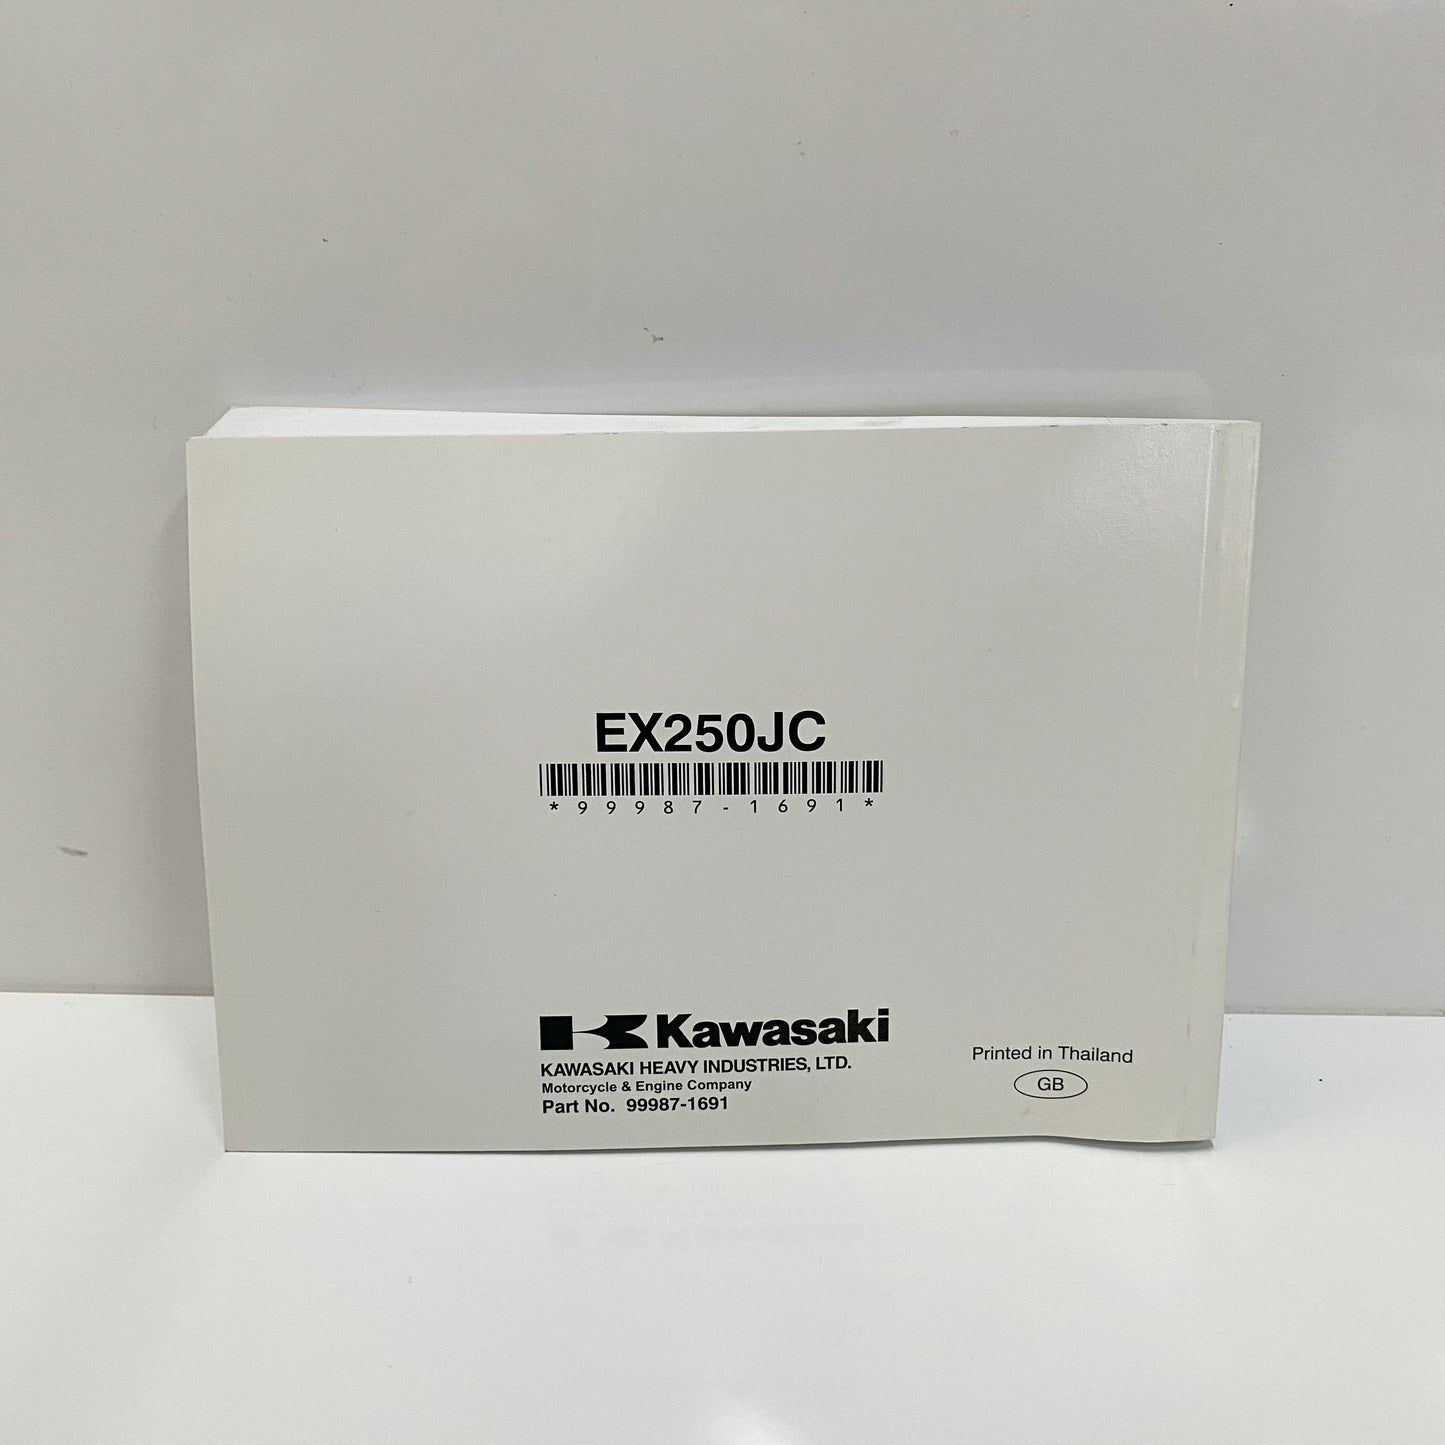 EX250JC
*99987-1691*
Kawasaki
KAWASAKI HEAVY INDUSTRIES, LTD.
Motorcycle & Engine Company
Part No. 99987-1691
Printed in Thailand
GB